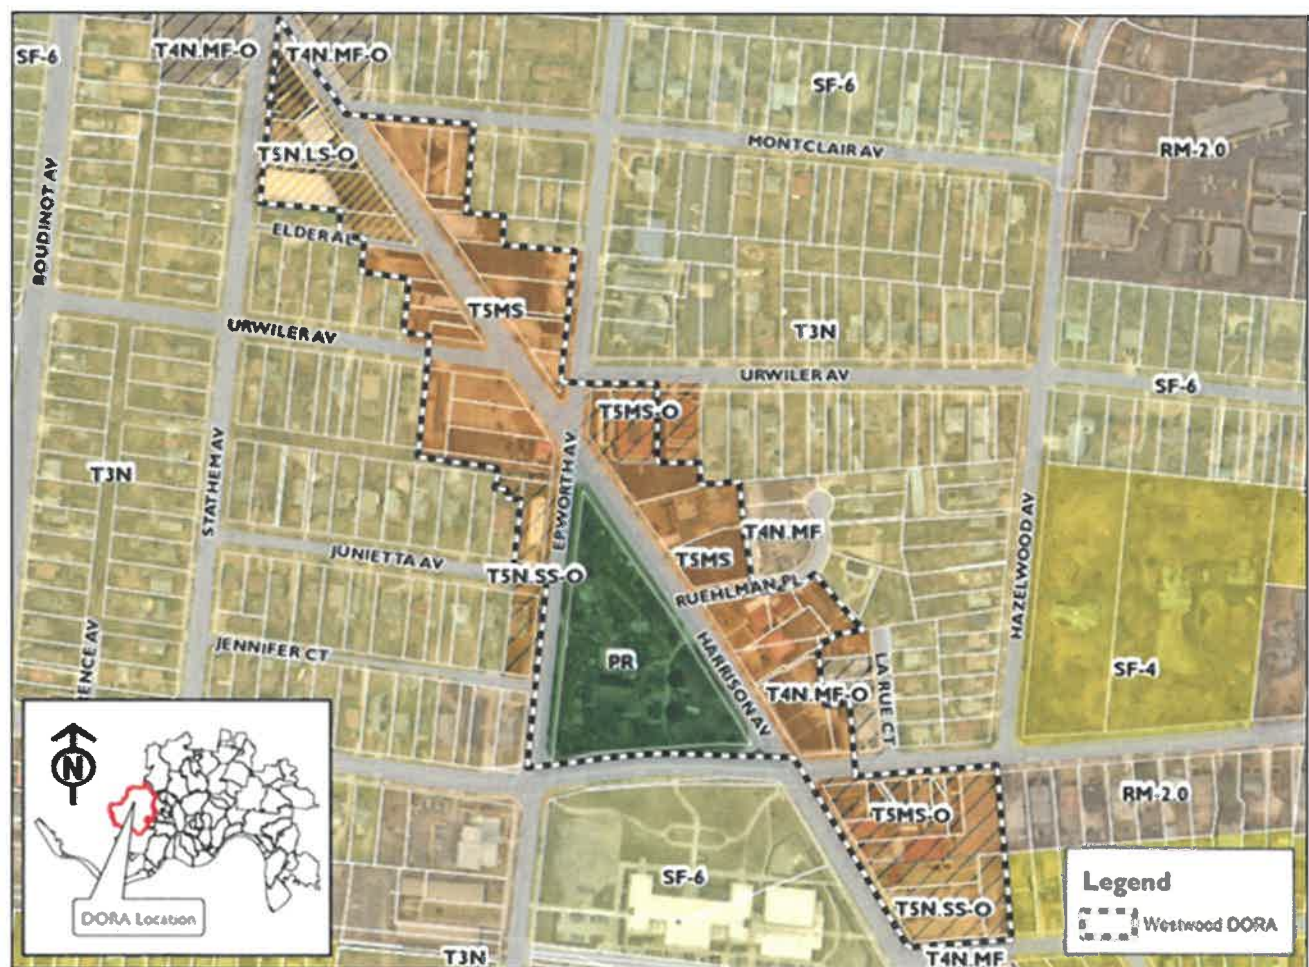 SF-6
T4N.MF-O
T4N.MF-O
SF-6
MONTCLAIR AV
RM-2.0
T5N.LS-O
BOUDINOT AV
ELDER AL
T5MS
T3N
URWILER AV
URWILER AV
SF-6
T5MS-O
T3N
STATHEM AV
EPWORTH AV
HAZELWOOD AV
T4N.MF
JUNIETTA AV
T5MS
T5N.SS-O
RUEHLMAN PL
JENNIFER CT
ENCE AV
PR
HARRISON AV
LA RUE CT
SF-4
T4N.MF-O
N
RM-2.0
T5MS-O
SF-6
DORA Location
T5N.SS-O
Legend
Westwood DORA
T3N
T4N.MF